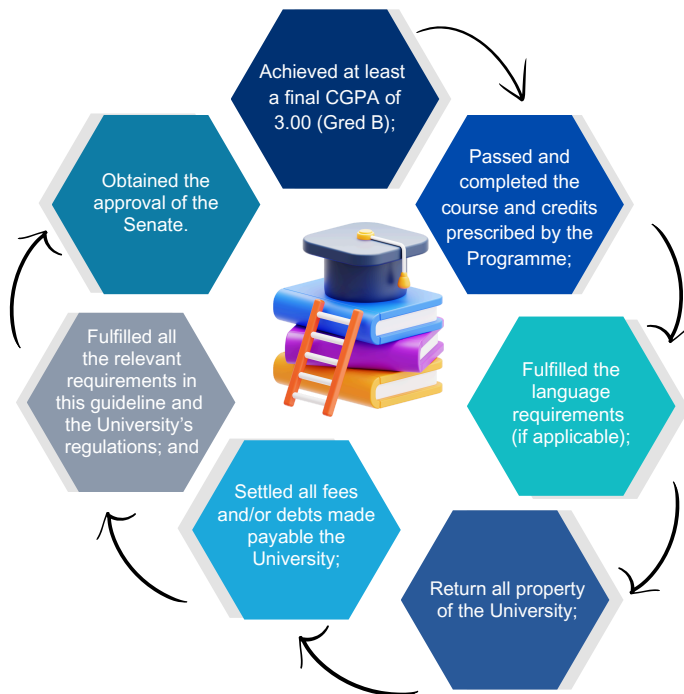 Achieved at least
a final CGPA of
3.00 (Gred B);
Passed and
completed the
course and credits
prescribed by the
Programme;
Fulfilled the
language
requirements
(if applicable);
Return all property
of the University;
Settled all fees
and/or debts made
payable the
University;
Fulfilled all
the relevant
requirements in
this guideline and
the University’s
regulations; and
Obtained the
approval of the
Senate.